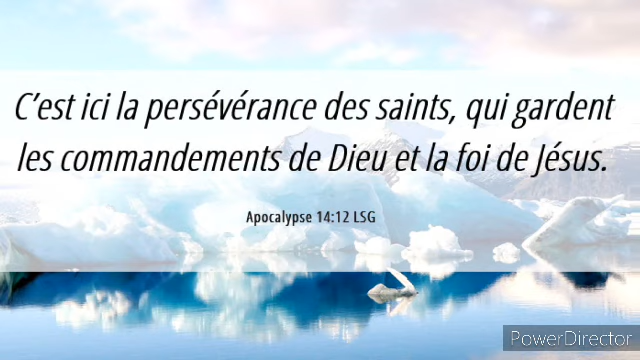 C’est ici la persévérance des saints, qui gardent
les commandements de Dieu et la foi de Jésus.
Apocalypse 14:12 LSG
PowerDirector